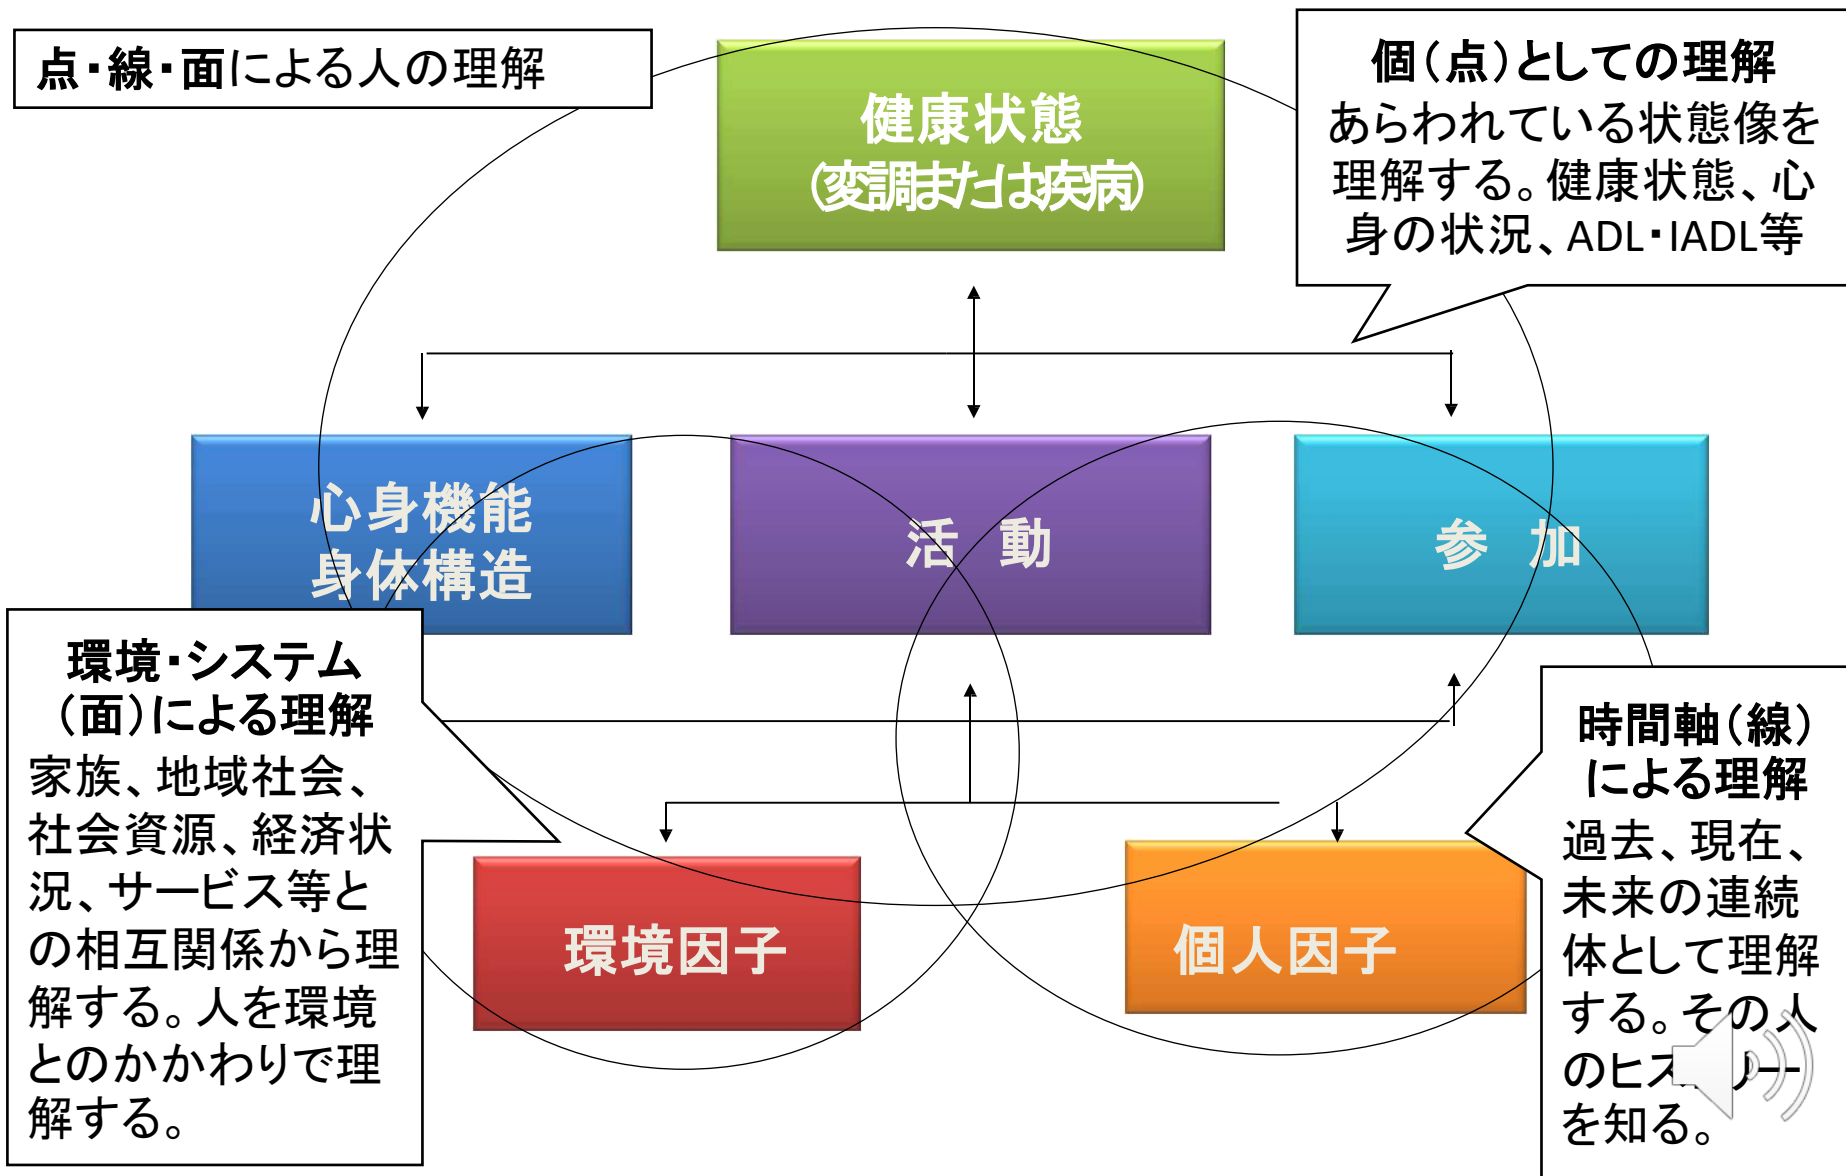 点・線・面による人の理解
健康状態
(変調または疾病)
個(点)としての理解
あらわれている状態像を
理解する。健康状態、心
身の状況、ADL・IADL等
心身機能
身体構造
活　動
参　加
環境・システム
(面)による理解
家族、地域社会、
社会資源、経済状
況、サービス等と
の相互関係から理
解する。人を環境
とのかかわりで理
解する。
環境因子
個人因子
時間軸(線)
による理解
過去、現在、
未来の連続
体として理解
する。その人
のヒストリー
を知る。